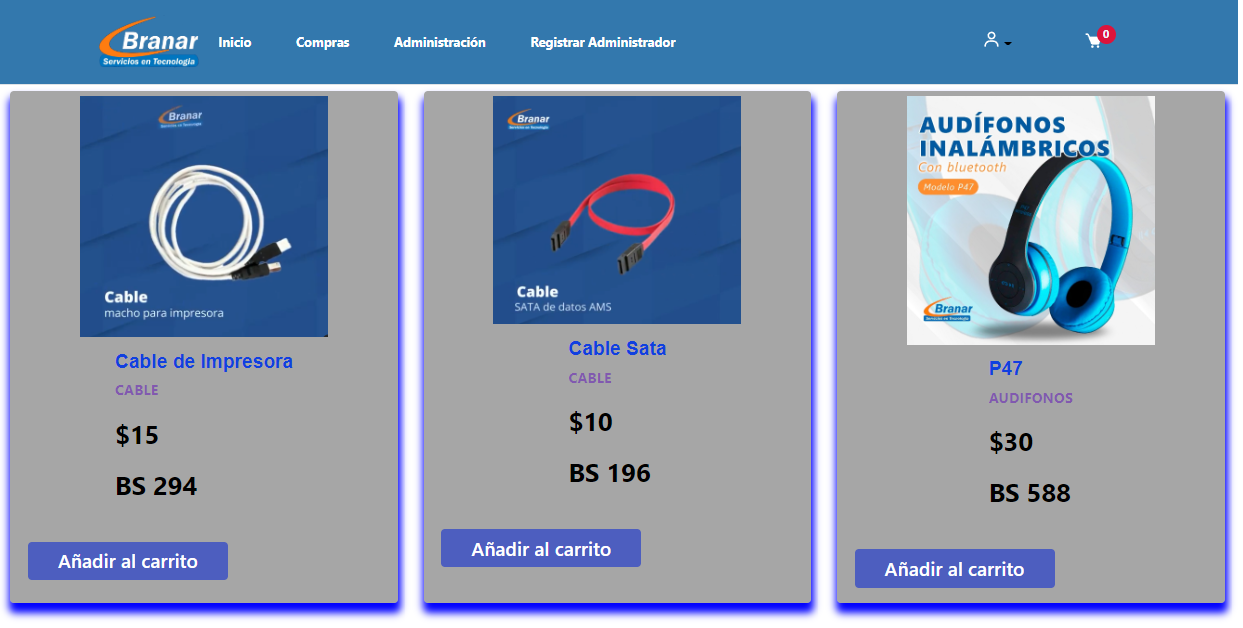 Branar
Servicios en Tecnología
Inicio
Compras
Administración
Registrar Administrador
0
Branar
Servicios en Tecnología
Cable
macho para impresora
Cable de Impresora
CABLE
$15
BS 294
Añadir al carrito
Branar
Servicios en Tecnología
Cable
SATA de datos AMS
Cable Sata
CABLE
$10
BS 196
Añadir al carrito
AUDÍFONOS
INALÁMBRICOS
Con bluetooth
Modelo P47
Branar
Servicios en Tecnología
P47
AUDIFONOS
$30
BS 588
Añadir al carrito